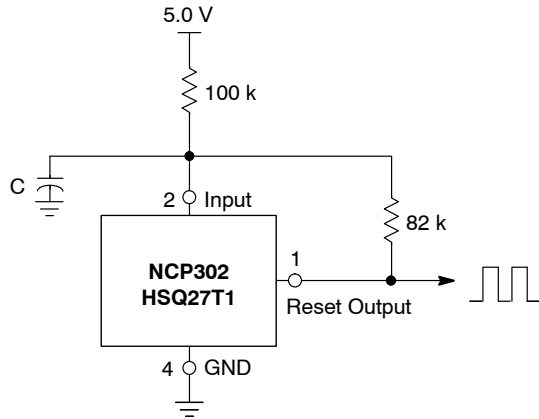 5.0 V
100 k
C
2 Input
82 k
NCP302
HSQ27T1
1
Reset Output
4 GND